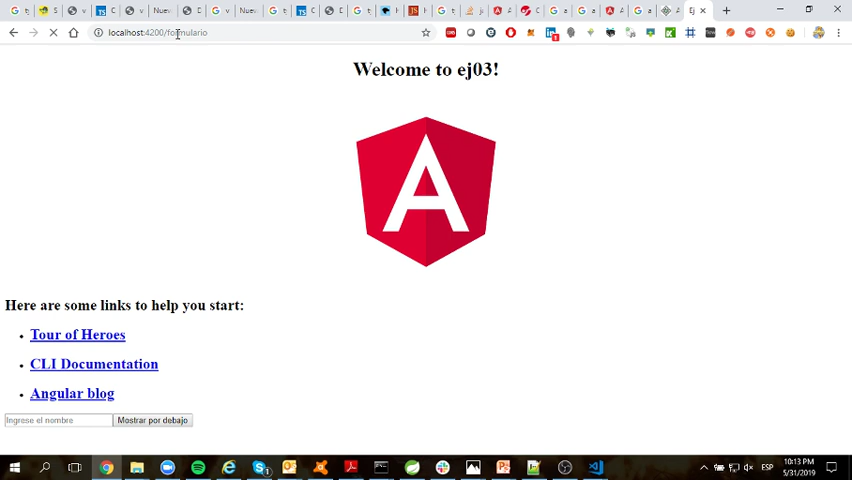 Ej
localhost:4200/formulario
Welcome to ej03!
Here are some links to help you start:
Tour of Heroes
CLI Documentation
Angular blog
Ingrese el nombre
Mostrar por debajo
ESP
10:13 PM
5/31/2019